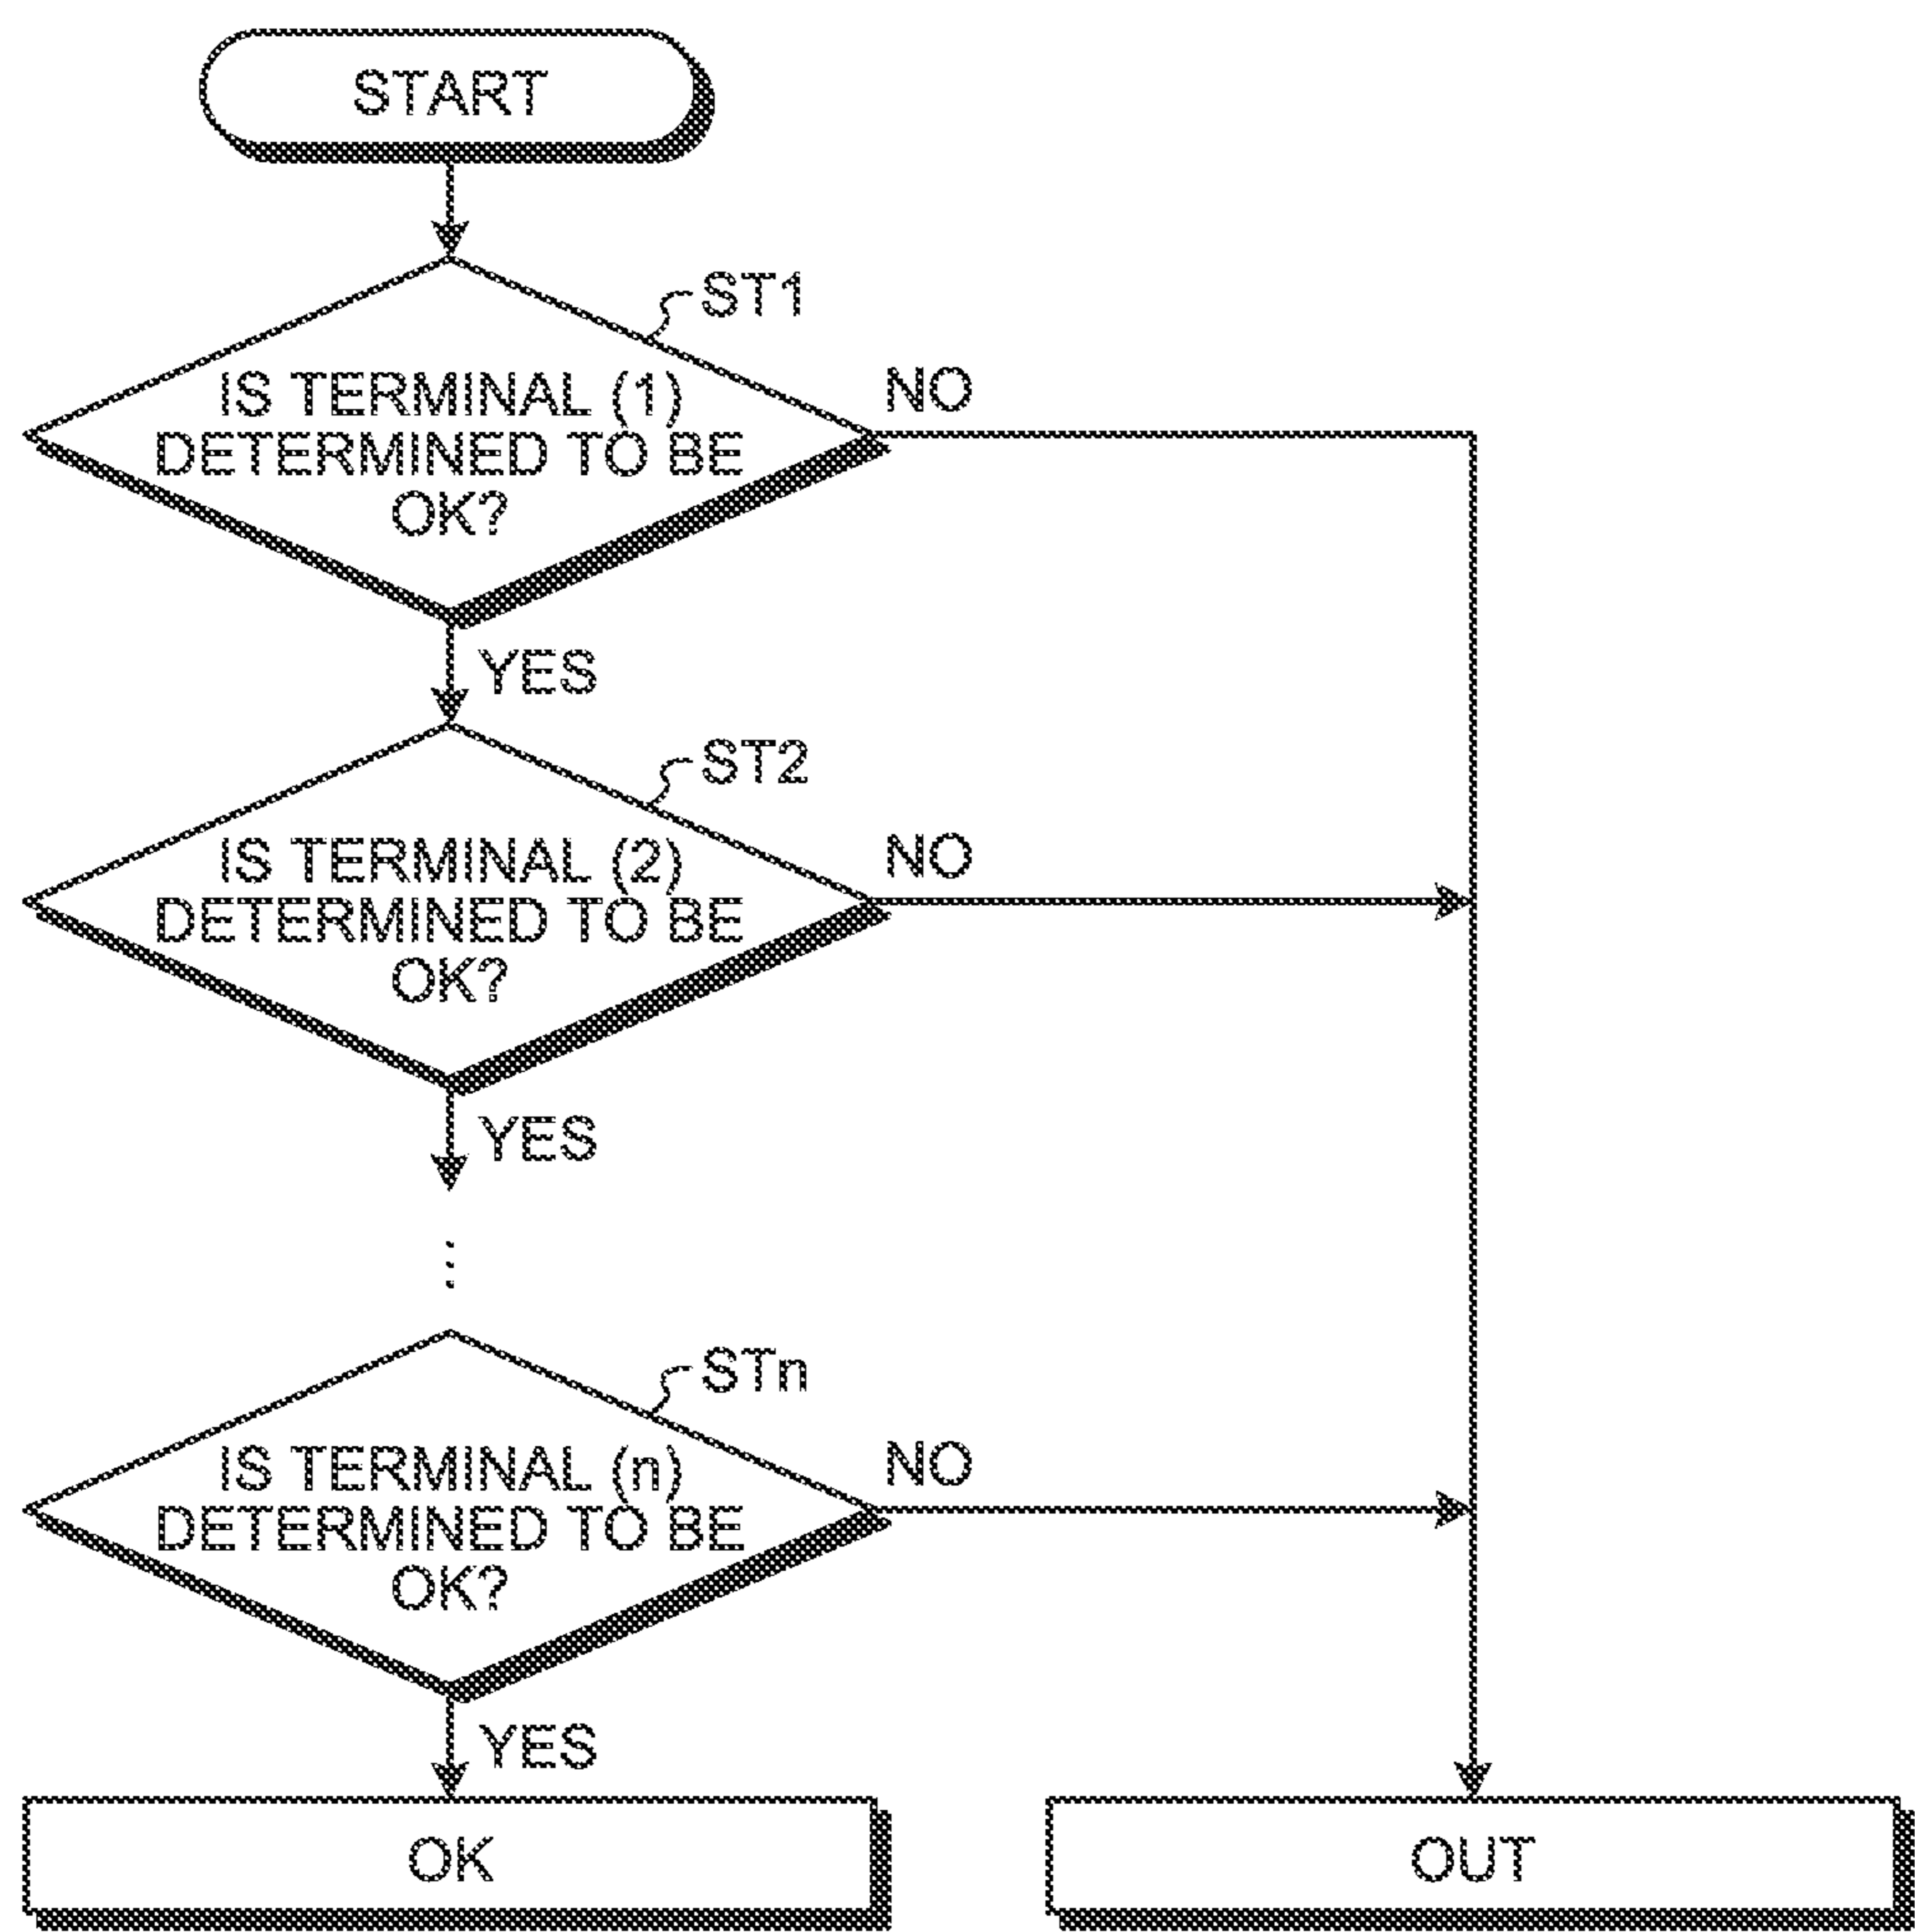 START
ST1
IS TERMINAL (1)
DETERMINED TO BE
OK?
NO
YES
ST2
IS TERMINAL (2)
DETERMINED TO BE
OK?
NO
YES
STn
IS TERMINAL (n)
DETERMINED TO BE
OK?
NO
YES
OK
OUT